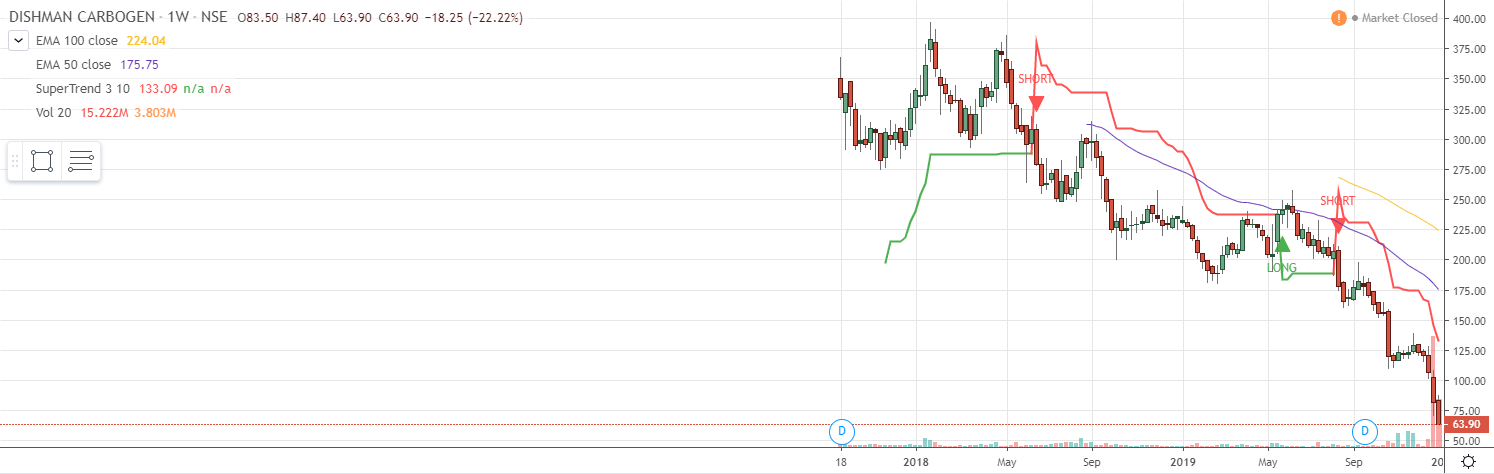 DISHMAN CARBOGEN · 1W · NSE O83.50 H87.40 L63.90 C63.90 −18.25 (−22.22%)
! Market Closed
EMA 100 close 224.04
EMA 50 close 175.75
SuperTrend 3 10 133.09 n/a n/a
Vol 20 15.222M 3.803M
SHORT
LONG
SHORT
400.00
375.00
350.00
325.00
300.00
275.00
250.00
225.00
200.00
175.00
150.00
125.00
100.00
75.00
63.90
50.00
D D
18 2018 May Sep 2019 May Sep 20